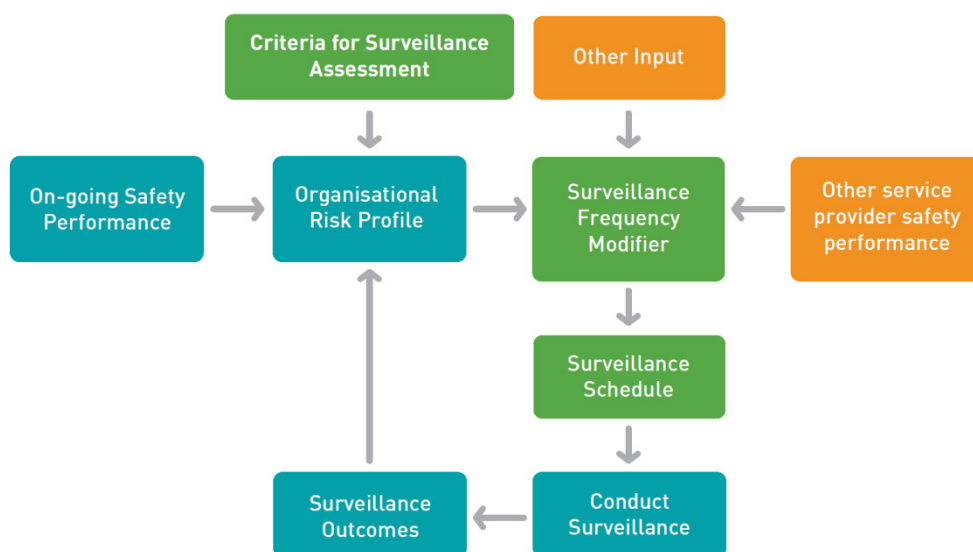 Criteria for Surveillance
Assessment
Other Input
On-going Safety
Performance
Organisational
Risk Profile
Surveillance
Frequency
Modifier
Other service
provider safety
performance
Surveillance
Schedule
Surveillance
Outcomes
Conduct
Surveillance